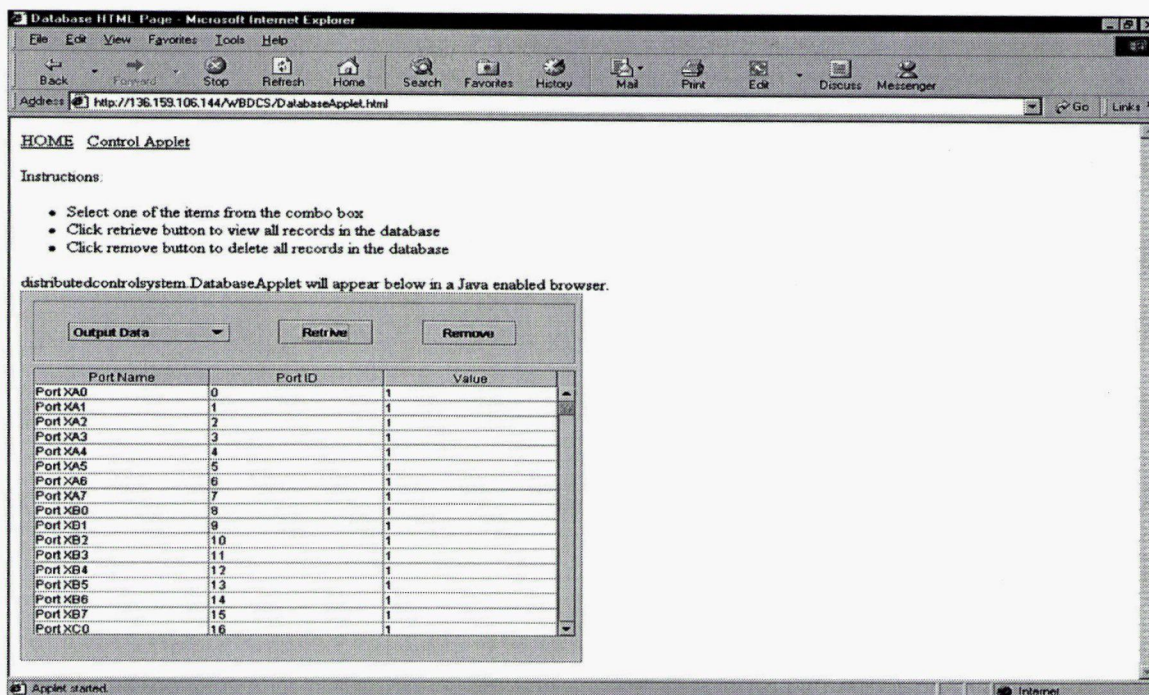 Database HTML Page - Microsoft Internet Explorer
File Edit View Favorites Tools Help
Back Forward Stop Refresh Home Search Favorites History Mail Print Edit Discuss Messenger
Address http://136.159.106.144/WBDCS/DatabaseApplet.html Go Links
HOME Control Applet
Instructions:
• Select one of the items from the combo box
• Click retrieve button to view all records in the database
• Click remove button to delete all records in the database
distributedcontrolsystem.DatabaseApplet will appear below in a Java enabled browser.
Output Data Retrive Remove
Port Name Port ID Value
Port XA0 0 1
Port XA1 1 1
Port XA2 2 1
Port XA3 3 1
Port XA4 4 1
Port XA5 5 1
Port XA6 6 1
Port XA7 7 1
Port XB0 8 1
Port XB1 9 1
Port XB2 10 1
Port XB3 11 1
Port XB4 12 1
Port XB5 13 1
Port XB6 14 1
Port XB7 15 1
Port XC0 16 1
Applet started. Internet